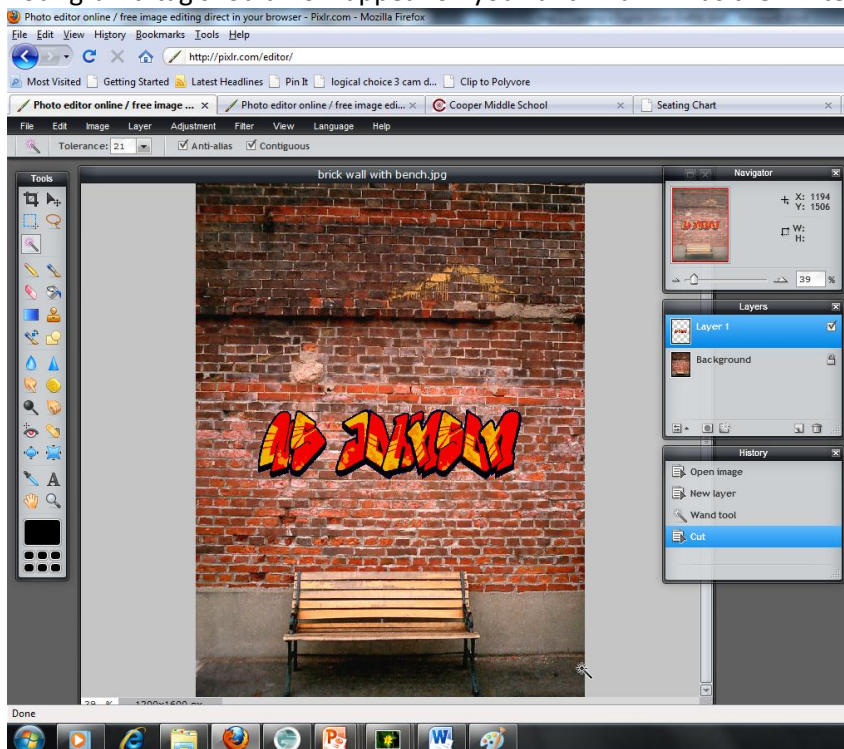 Photo editor online / free image editing direct in your browser - Pixlr.com - Mozilla Firefox
File Edit View History Bookmarks Tools Help
http://pixlr.com/editor/
Most Visited Getting Started Latest Headlines Pin It logical choice 3 cam d... Clip to Polyvore
Photo editor online / free image ... × Photo editor online / free image edi... × Cooper Middle School × Seating Chart ×
File Edit Image Layer Adjustment Filter View Language Help
Tolerance: 21 Anti-alias Contiguous
Tools
brick wall with bench.jpg
Navigator
X: 1194
Y: 1506
W:
H:
39 %
Layers
Layer 1
Background
History
Open image
New layer
Wand tool
Cut
39 % 1200x1600 px
Done